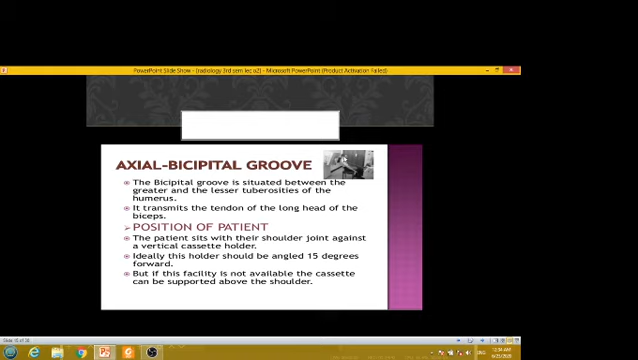 PowerPoint Slide Show - [radiology 3rd sem lec o2] - Microsoft PowerPoint (Product Activation Failed)
AXIAL-BICIPITAL GROOVE
The Bicipital groove is situated between the
greater and the lesser tuberosities of the
humerus.
It transmits the tendon of the long head of the
biceps.
POSITION OF PATIENT
The patient sits with their shoulder joint against
a vertical cassette holder.
Ideally this holder should be angled 15 degrees
forward.
But if this facility is not available the cassette
can be supported above the shoulder.